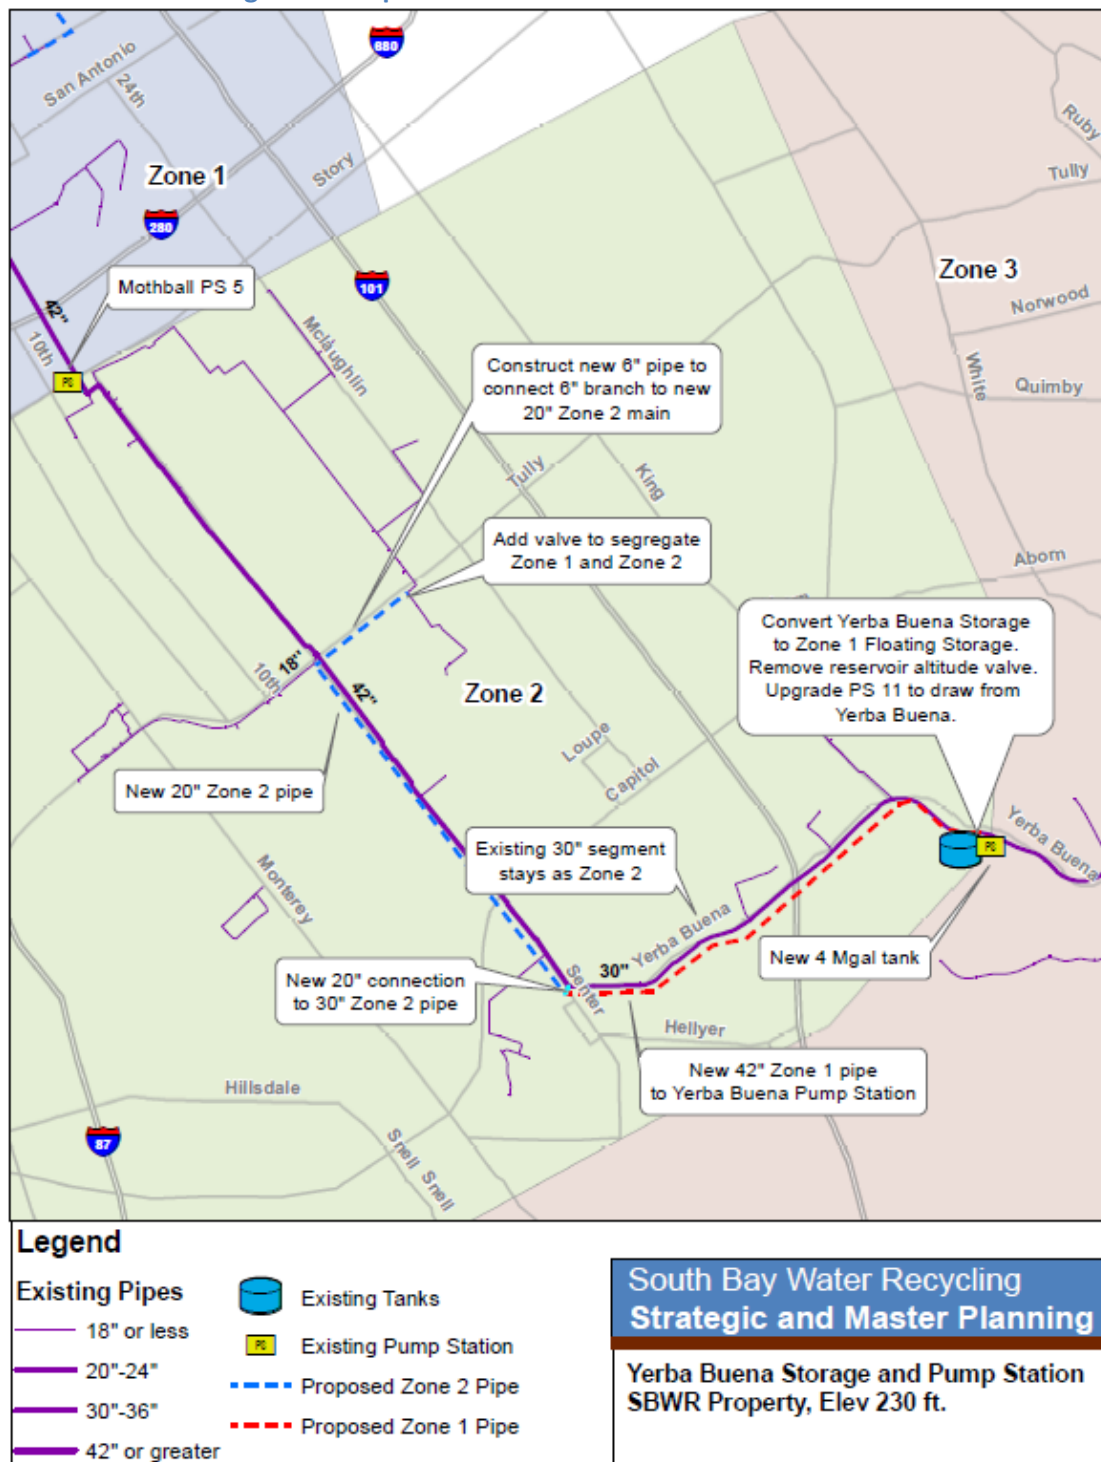 680
San Antonio
24th
Zone 1
Story
Ruby
Tully
280
Zone 3
Mothball PS 5
101
Norwood
42"
10th
PS
Mclaughlin
Construct new 6" pipe to
connect 6" branch to new
20" Zone 2 main
White
Quimby
Tully
King
Add valve to segregate
Zone 1 and Zone 2
Aborn
Convert Yerba Buena Storage
to Zone 1 Floating Storage.
Remove reservoir altitude valve.
Upgrade PS 11 to draw from
Yerba Buena.
18"
10th
42"
Zone 2
Loupe
Capitol
New 20" Zone 2 pipe
Yerba Buena
PS
Existing 30" segment
stays as Zone 2
Monterey
Yerba Buena
New 4 Mgal tank
New 20" connection
to 30" Zone 2 pipe
Senter
30"
Hellyer
New 42" Zone 1 pipe
to Yerba Buena Pump Station
Hillsdale
87
Snell
Snell
Legend
Existing Pipes
18" or less
20"-24"
30"-36"
42" or greater
Existing Tanks
PS
Existing Pump Station
Proposed Zone 2 Pipe
Proposed Zone 1 Pipe
South Bay Water Recycling
Strategic and Master Planning
Yerba Buena Storage and Pump Station
SBWR Property, Elev 230 ft.